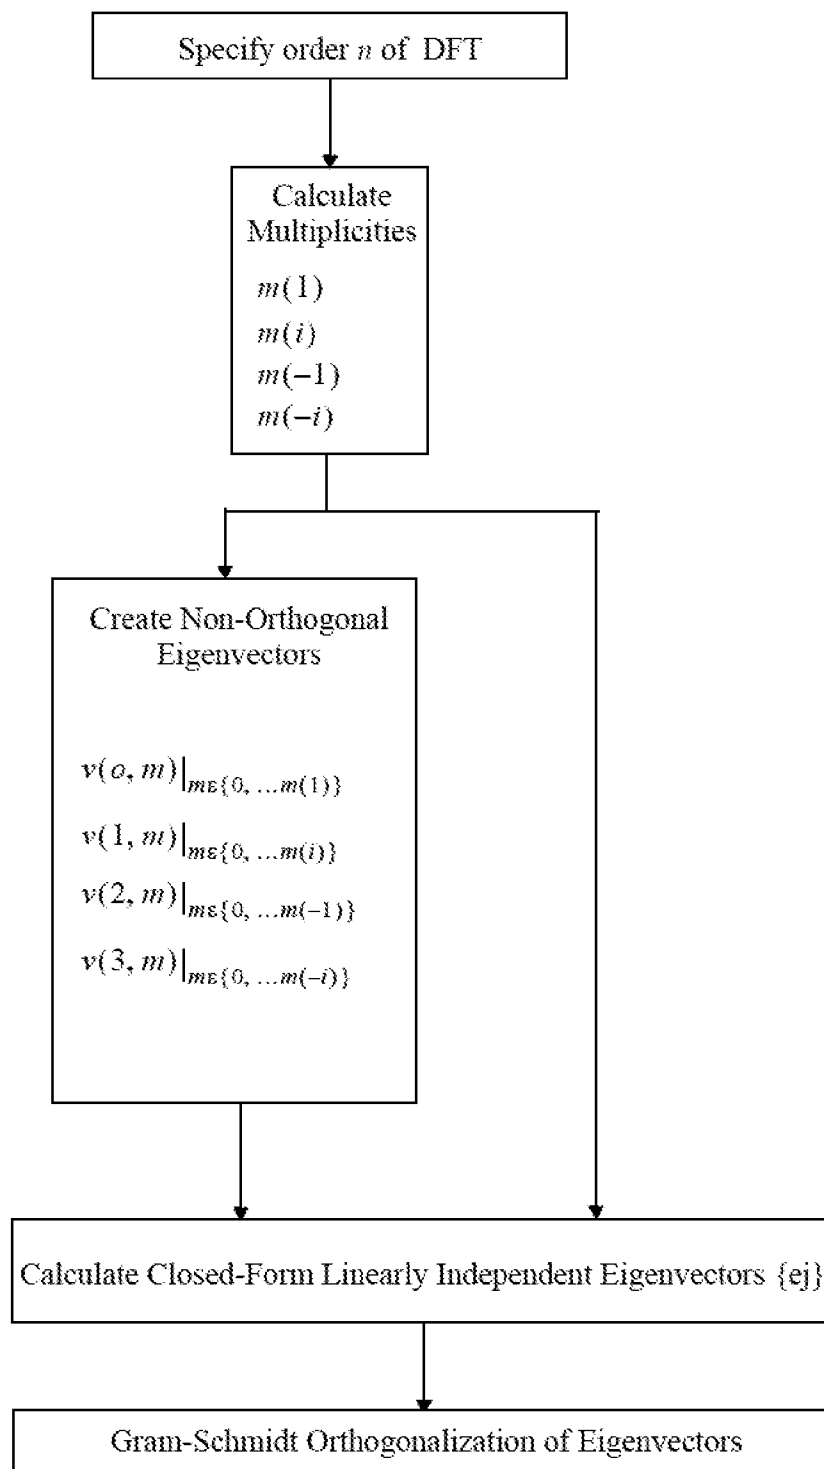 Specify order n of DFT
Calculate
Multiplicities
m(1)
m(i)
m(−1)
m(−i)
Create Non-Orthogonal
Eigenvectors
v(o, m)|mε{0, ...m(1)}
v(1, m)|mε{0, ...m(i)}
v(2, m)|mε{0, ...m(−1)}
v(3, m)|mε{0, ...m(−i)}
Calculate Closed-Form Linearly Independent Eigenvectors {ej}
Gram-Schmidt Orthogonalization of Eigenvectors